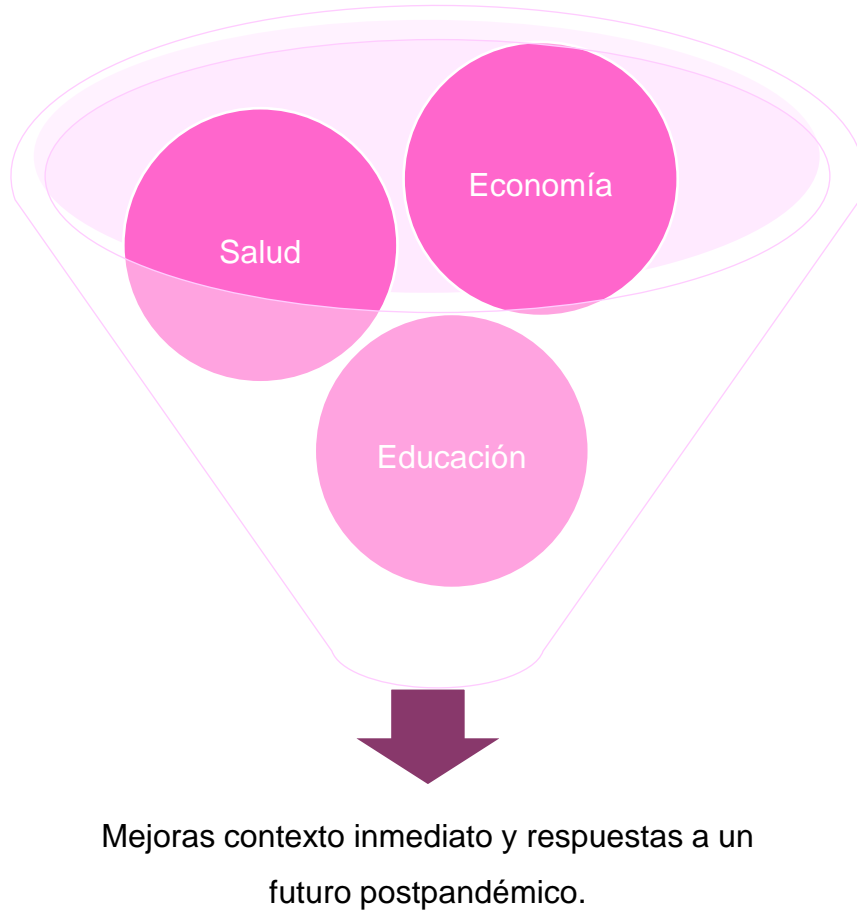 Economía
Salud
Educación
Mejoras contexto inmediato y respuestas a un
futuro postpandémico.